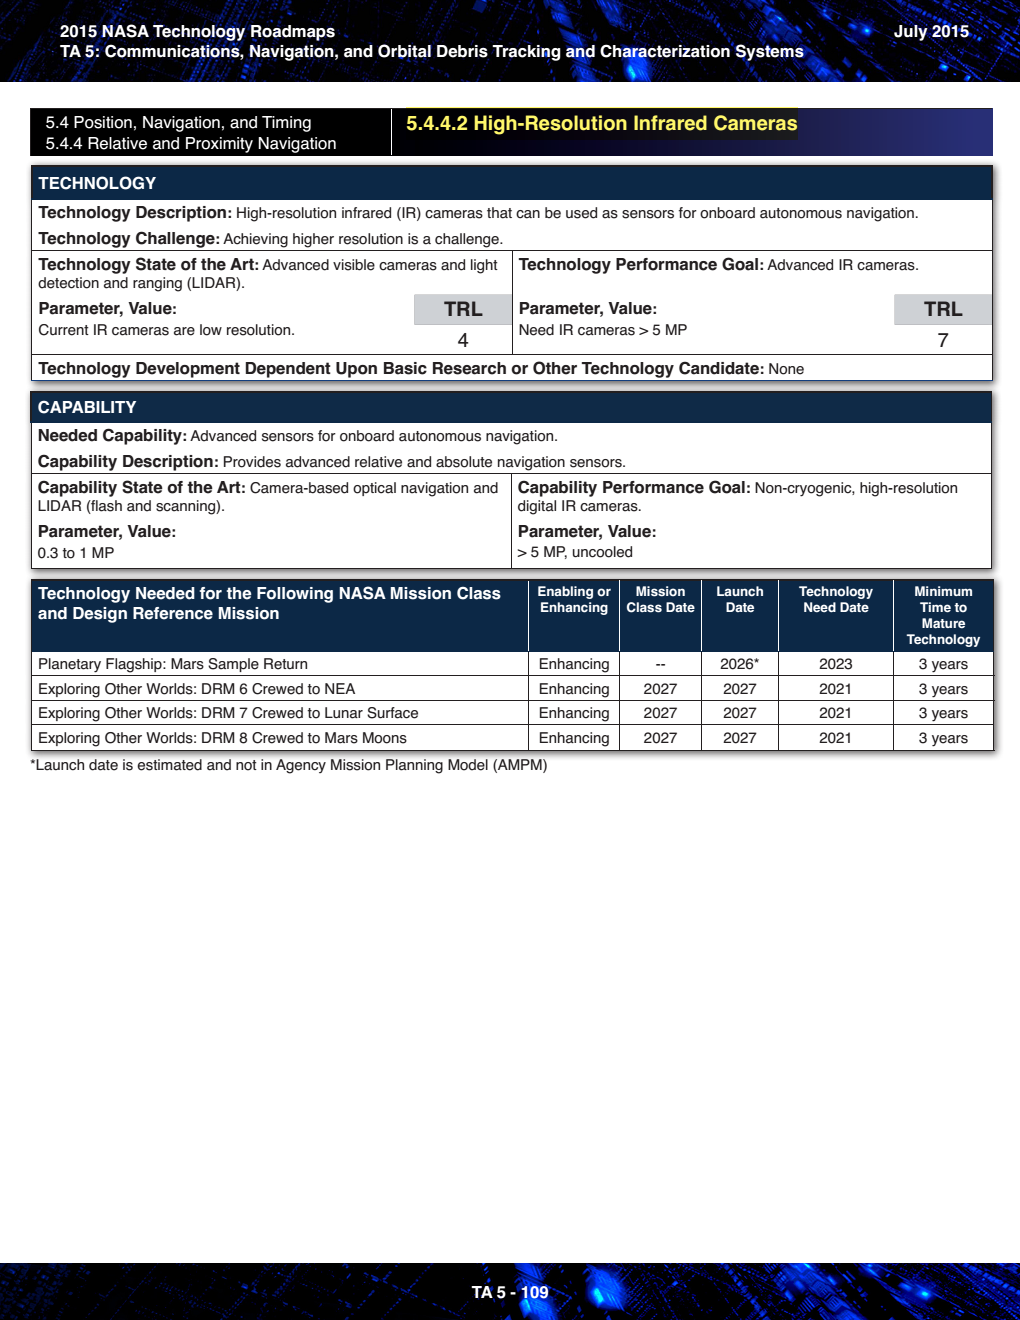 2015 NASA Technology Roadmaps
July 2015
TA 5: Communications, Navigation, and Orbital Debris Tracking and Characterization Systems
5.4 Position, Navigation, and Timing
5.4.4 Relative and Proximity Navigation
5.4.4.2 High-Resolution Infrared Cameras
TECHNOLOGY
Technology Description: High-resolution infrared (IR) cameras that can be used as sensors for onboard autonomous navigation.
Technology Challenge: Achieving higher resolution is a challenge.
Technology State of the Art: Advanced visible cameras and light
detection and ranging (LIDAR).
Parameter, Value:
Current IR cameras are low resolution.
TRL
4
Technology Performance Goal: Advanced IR cameras.
Parameter, Value:
Need IR cameras > 5 MP
TRL
7
Technology Development Dependent Upon Basic Research or Other Technology Candidate: None
CAPABILITY
Needed Capability: Advanced sensors for onboard autonomous navigation.
Capability Description: Provides advanced relative and absolute navigation sensors.
Capability State of the Art: Camera-based optical navigation and
LIDAR (flash and scanning).
Parameter, Value:
0.3 to 1 MP
Capability Performance Goal: Non-cryogenic, high-resolution
digital IR cameras.
Parameter, Value:
> 5 MP, uncooled
Technology Needed for the Following NASA Mission Class
and Design Reference Mission
Enabling or
Enhancing
Mission
Class Date
Launch
Date
Technology
Need Date
Minimum
Time to
Mature
Technology
Planetary Flagship: Mars Sample Return Enhancing -- 2026* 2023 3 years
Exploring Other Worlds: DRM 6 Crewed to NEA Enhancing 2027 2027 2021 3 years
Exploring Other Worlds: DRM 7 Crewed to Lunar Surface Enhancing 2027 2027 2021 3 years
Exploring Other Worlds: DRM 8 Crewed to Mars Moons Enhancing 2027 2027 2021 3 years
*Launch date is estimated and not in Agency Mission Planning Model (AMPM)
TA 5 - 109